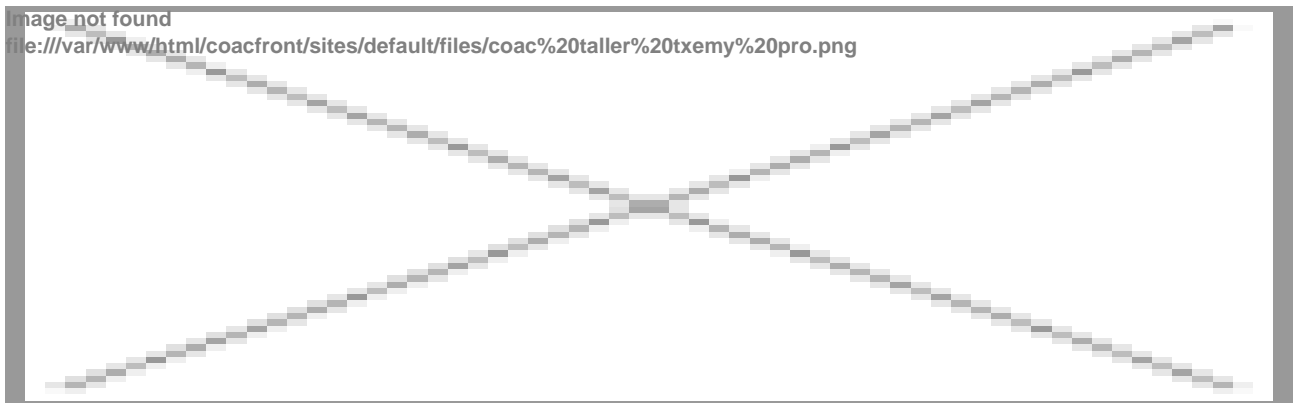 Image not found
file:///var/www/html/coacfront/sites/default/files/coac%20taller%20txemy%20pro.png